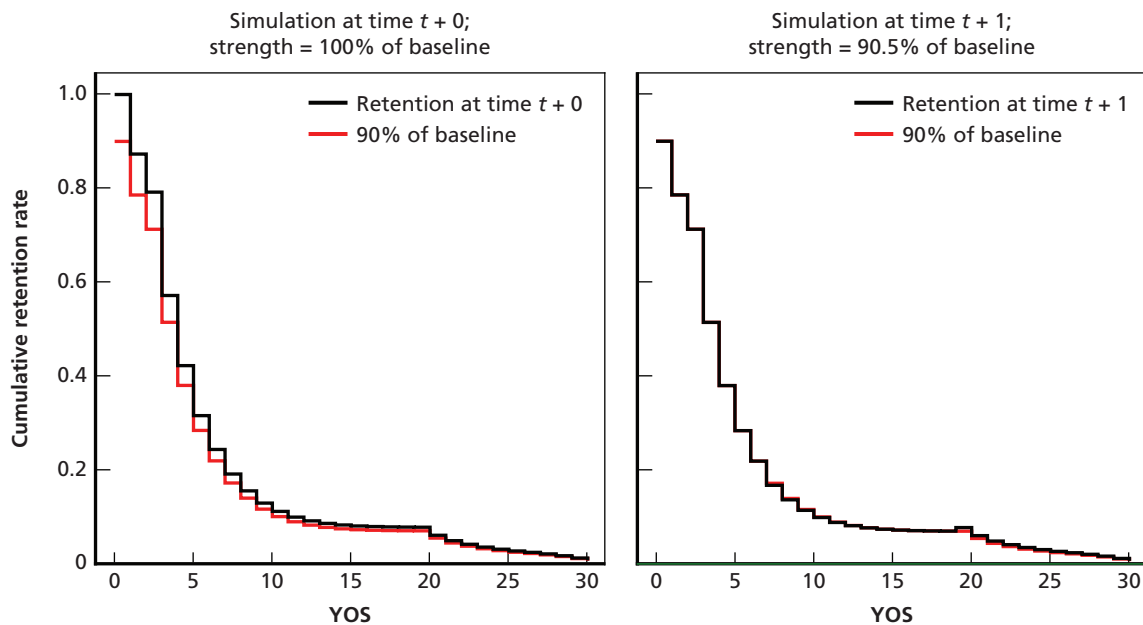 Simulation at time t + 0;
strength = 100% of baseline
Retention at time t + 0
90% of baseline
Cumulative retention rate
1.0
0.8
0.6
0.4
0.2
0
0 5 10 15 20 25 30
YOS
Simulation at time t + 1;
strength = 90.5% of baseline
Retention at time t + 1
90% of baseline
0 5 10 15 20 25 30
YOS